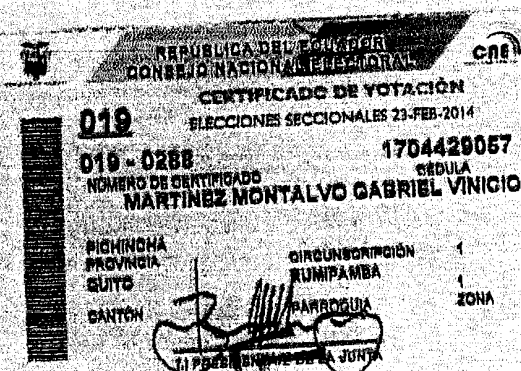 REPUBLICA DEL ECUADOR
CONSEJO NACIONAL ELECTORAL
cne
CERTIFICADO DE VOTACIÓN
ELECCIONES SECCIONALES 23-FEB-2014
019
019 - 0288 1704429057
NÚMERO DE CERTIFICADO CÉDULA
MARTINEZ MONTALVO GABRIEL VINICIO
PICHINCHA CIRCUNSCRIPCIÓN 1
PROVINCIA RUMIPAMBA
QUITO 1
CANTÓN PARROQUIA ZONA
DE LA JUNTA